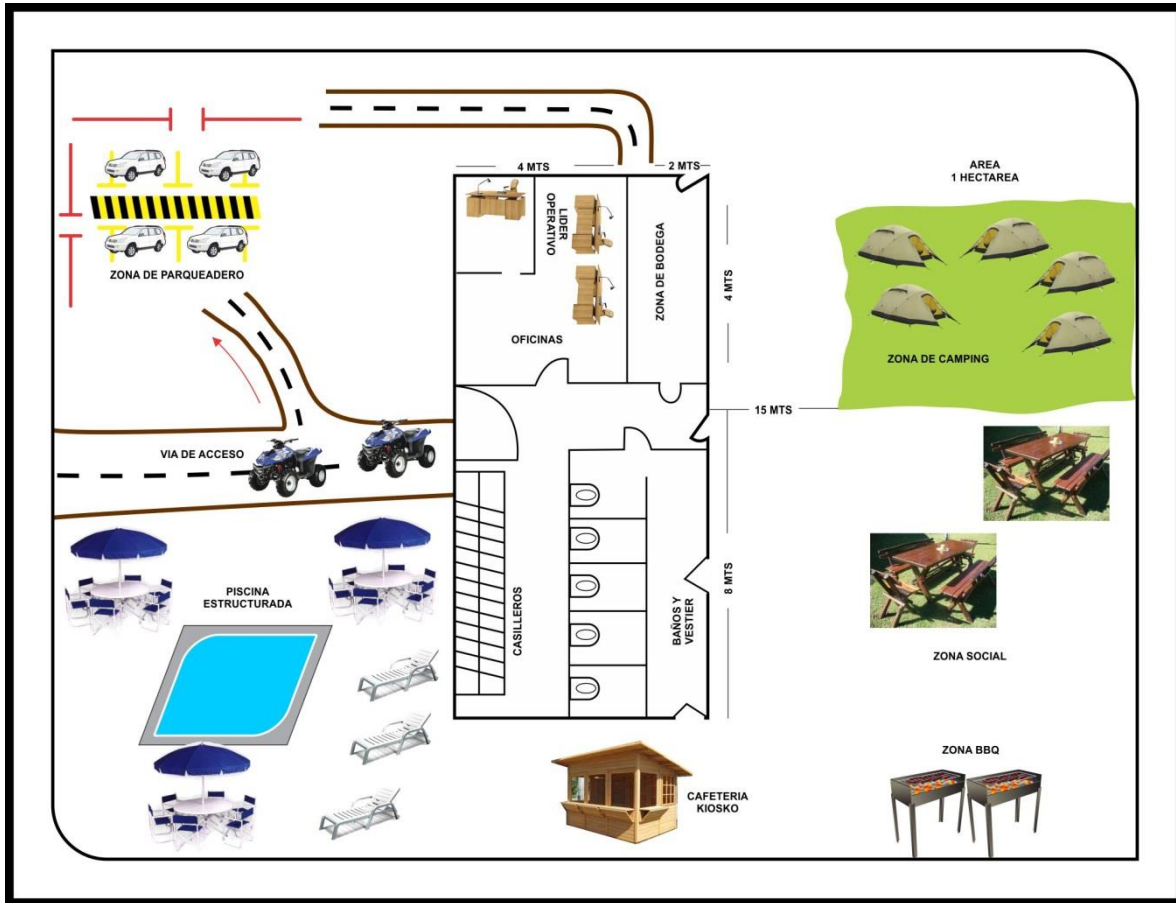 4 MTS
2 MTS
AREA
1 HECTAREA
LIDER
OPERATIVO
ZONA DE BODEGA
4 MTS
ZONA DE PARQUEADERO
OFICINAS
ZONA DE CAMPING
15 MTS
VIA DE ACCESO
PISCINA
ESTRUCTURADA
CASILLEROS
BAÑOS Y
VESTIER
8 MTS
ZONA SOCIAL
ZONA BBQ
CAFETERIA
KIOSKO